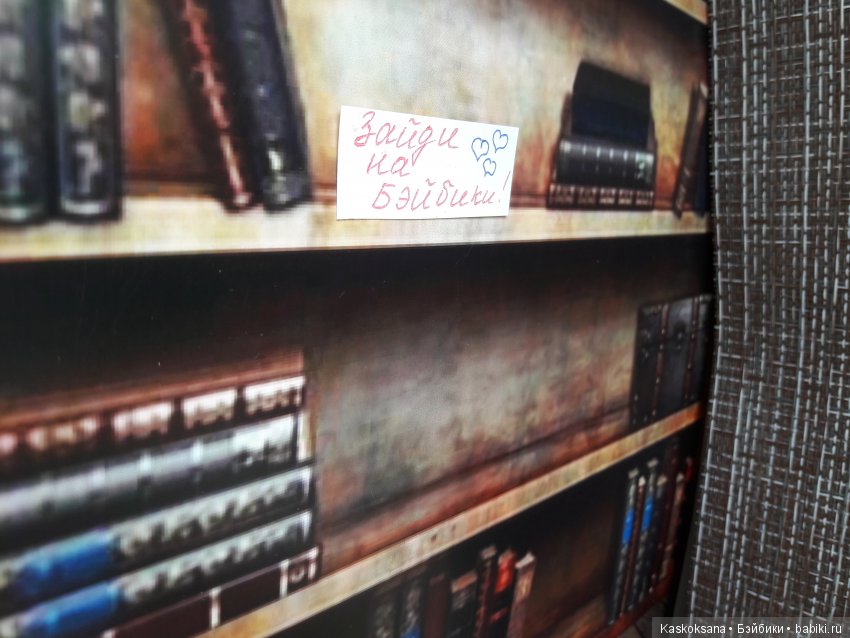 Зайди
на
Бэйбики!
Kaskoksana • Бэйбики • babiki.ru